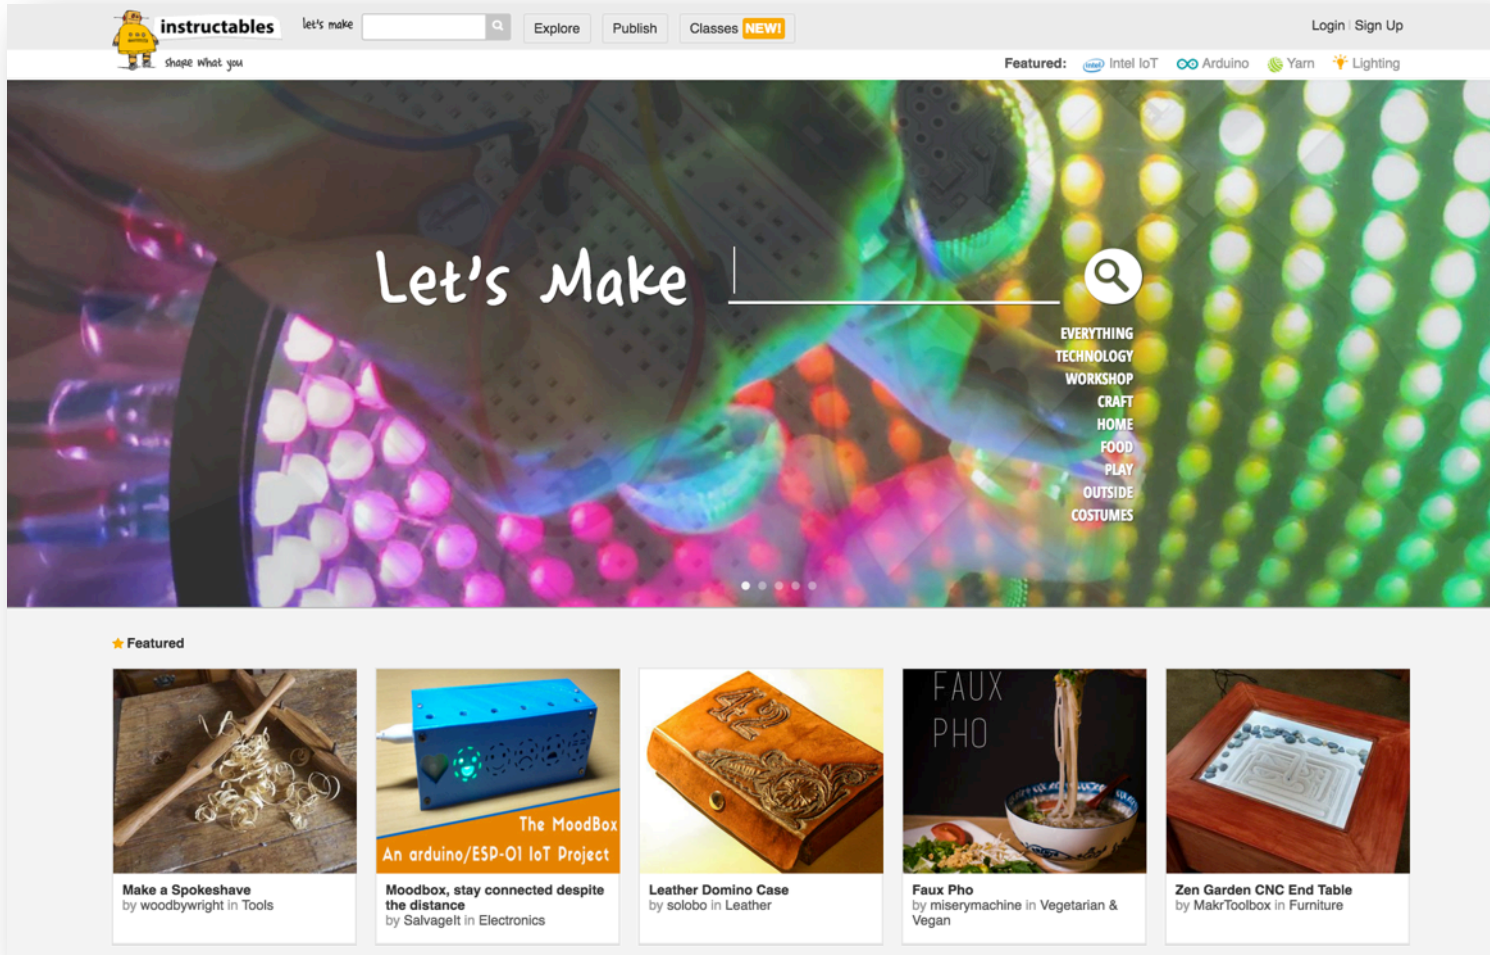 instructables
share what you
let's make
Explore
Publish
Classes NEW!
Login | Sign Up
Featured: Intel IoT Arduino Yarn Lighting
Let's Make
EVERYTHING
TECHNOLOGY
WORKSHOP
CRAFT
HOME
FOOD
PLAY
OUTSIDE
COSTUMES
Featured
The MoodBox
An arduino/ESP-01 IoT Project
42
FAUX
PHO
Make a Spokeshave
by woodbywright in Tools
Moodbox, stay connected despite
the distance
by SalvageIt in Electronics
Leather Domino Case
by solobo in Leather
Faux Pho
by miserymachine in Vegetarian &
Vegan
Zen Garden CNC End Table
by MakrToolbox in Furniture